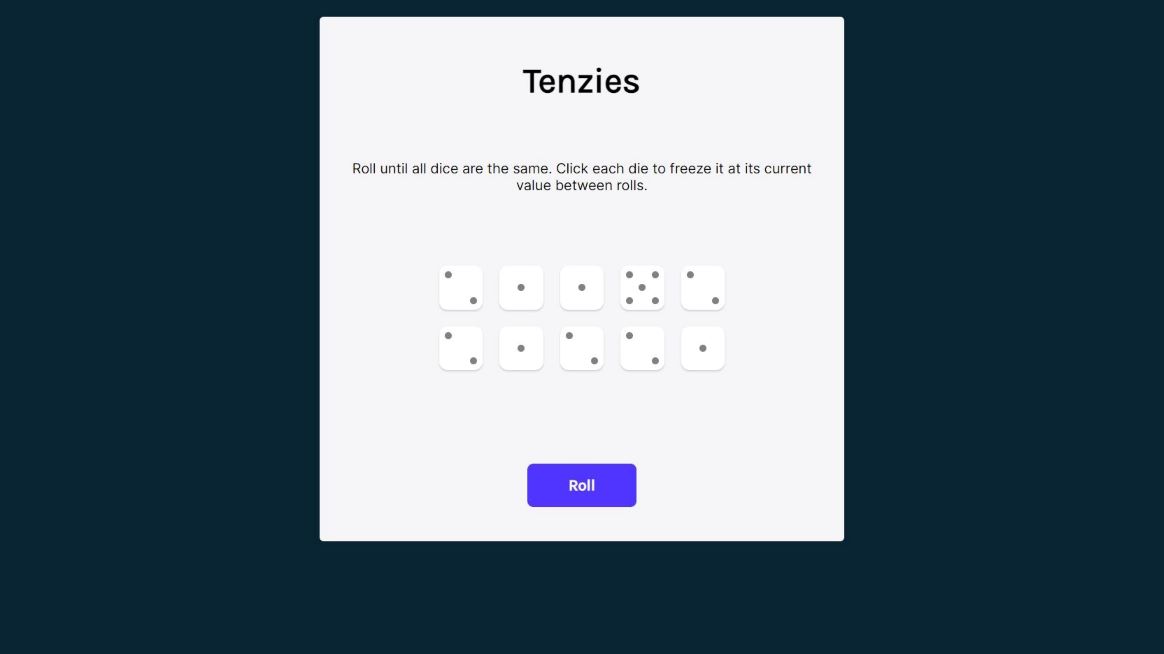 Tenzies
Roll until all dice are the same. Click each die to freeze it at its current
value between rolls.
Roll